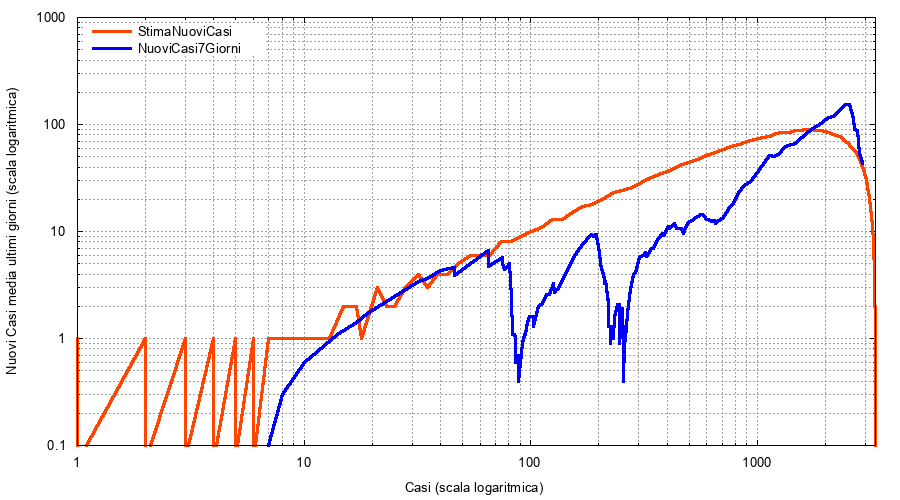 1000
StimaNuoviCasi
NuoviCasi7Giorni
100
10
1
0.1
Nuovi Casi media ultimi giorni (scala logaritmica)
1 10 100 1000
Casi (scala logaritmica)